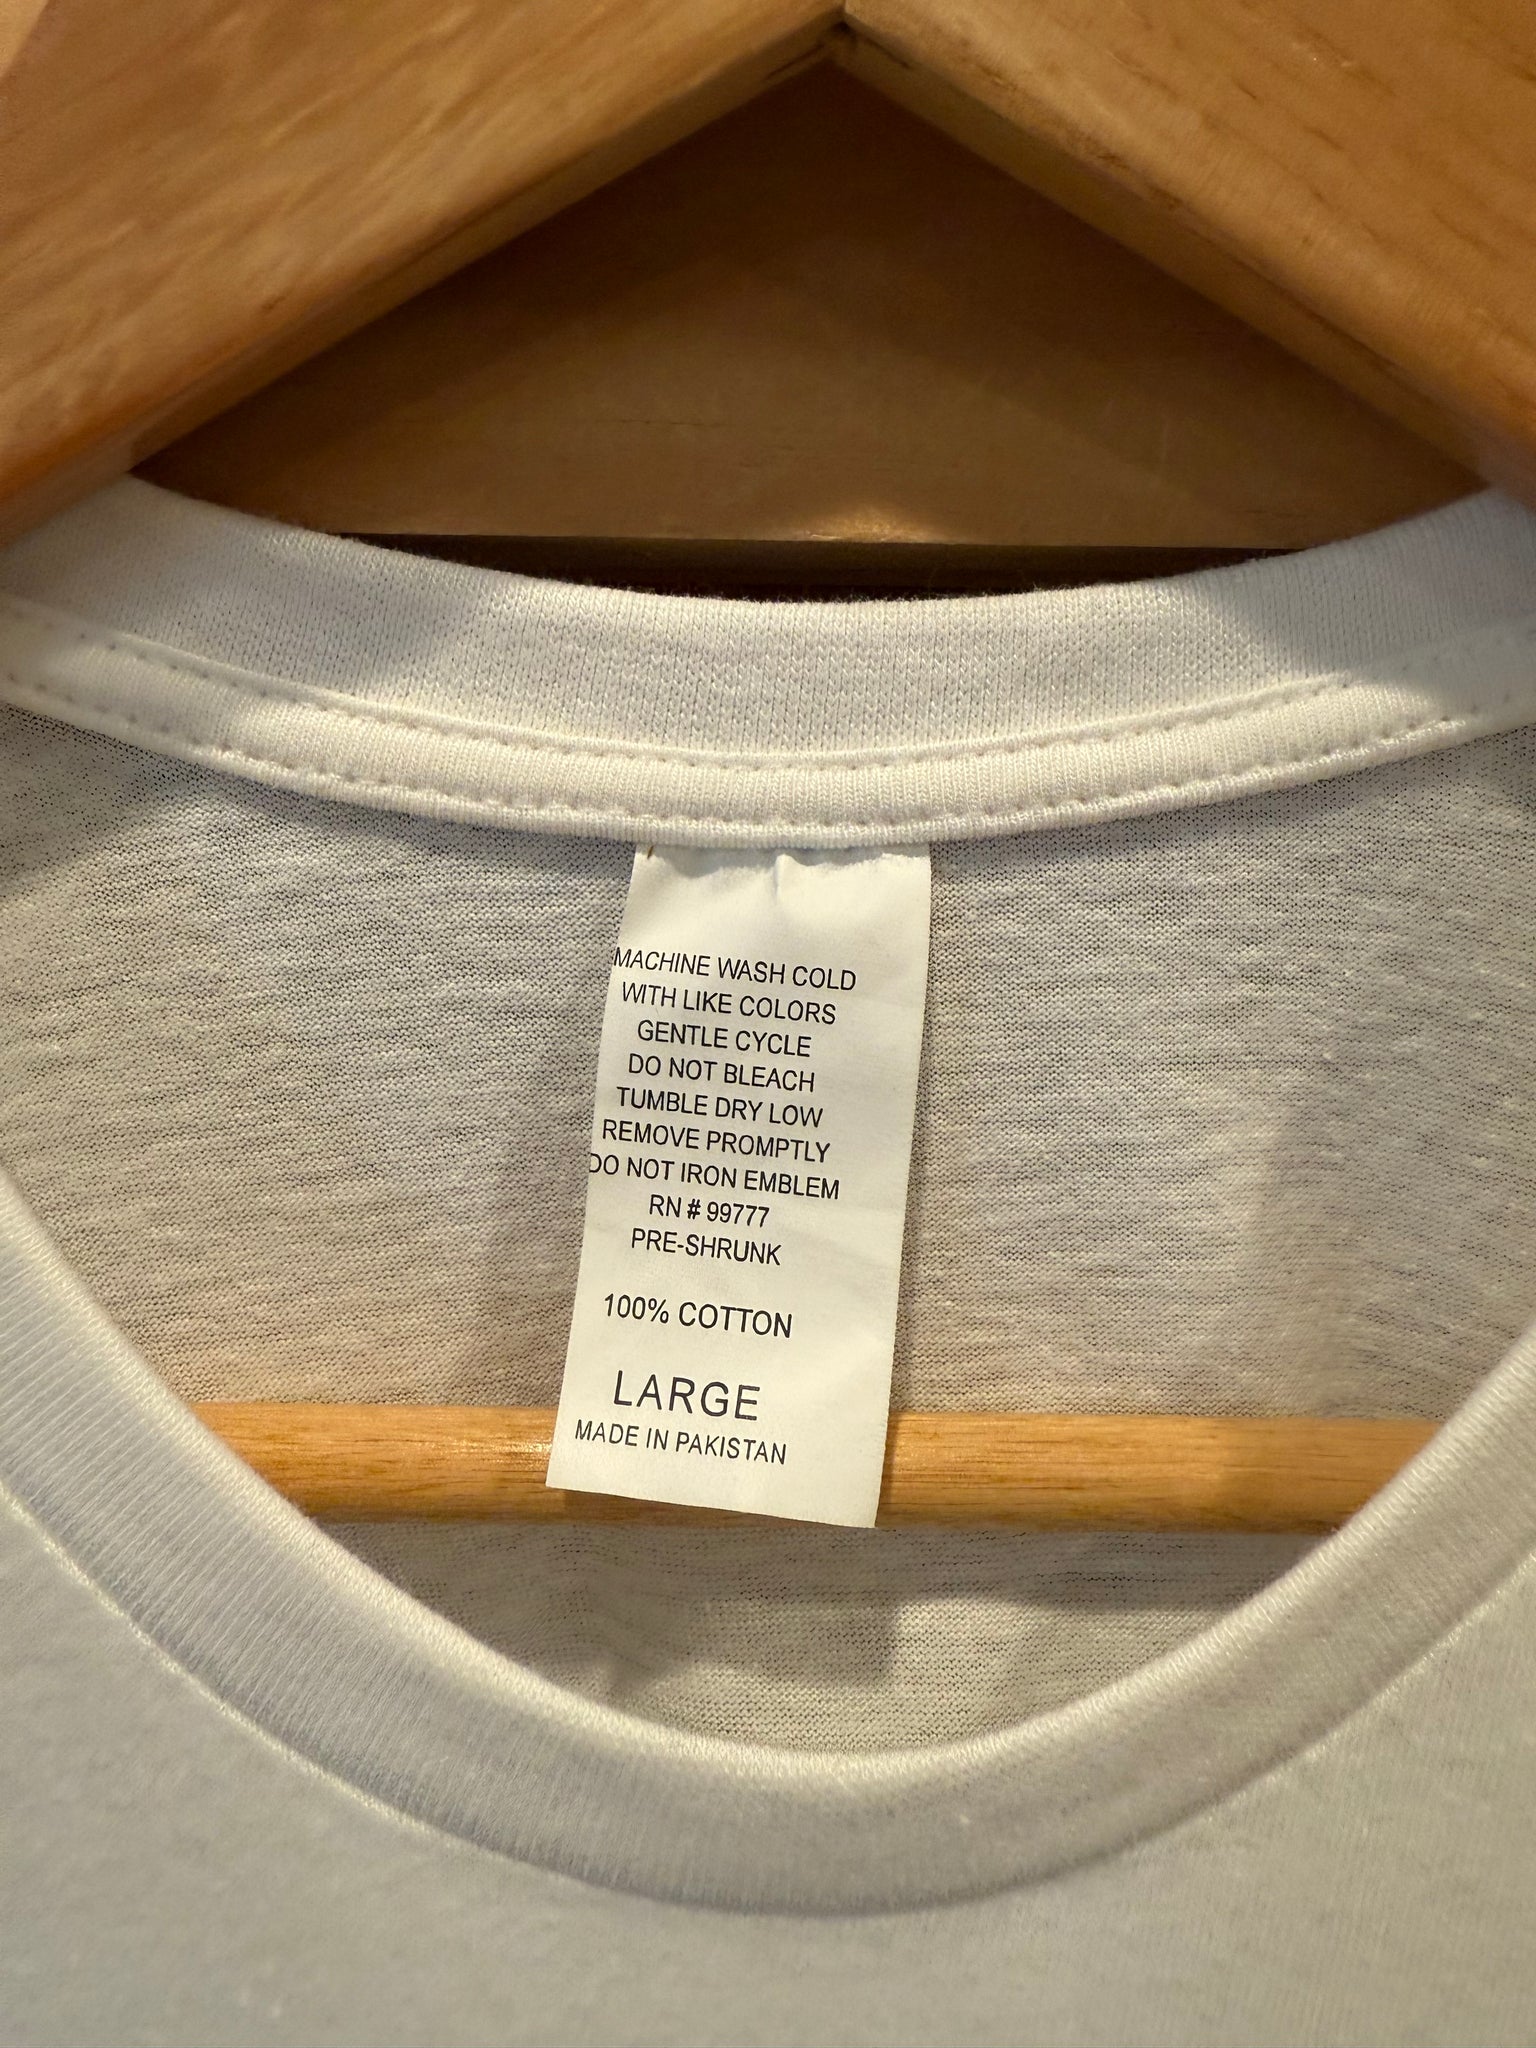 MACHINE WASH COLD
WITH LIKE COLORS
GENTLE CYCLE
DO NOT BLEACH
TUMBLE DRY LOW
REMOVE PROMPTLY
DO NOT IRON EMBLEM
RN # 99777
PRE-SHRUNK
100% COTTON
LARGE
MADE IN PAKISTAN